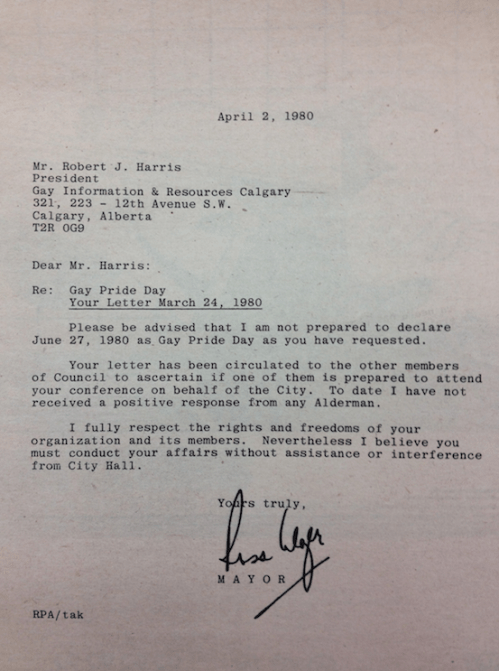 April 2, 1980
Mr. Robert J. Harris
President
Gay Information & Resources Calgary
321, 223 - 12th Avenue S.W.
Calgary, Alberta
T2R 0G9
Dear Mr. Harris:
Re: Gay Pride Day
Your Letter March 24, 1980
Please be advised that I am not prepared to declare
June 27, 1980 as Gay Pride Day as you have requested.
Your letter has been circulated to the other members
of Council to ascertain if one of them is prepared to attend
your conference on behalf of the City. To date I have not
received a positive response from any Alderman.
I fully respect the rights and freedoms of your
organization and its members. Nevertheless I believe you
must conduct your affairs without assistance or interference
from City Hall.
Yours truly,
Ross Alger
M A Y O R
RPA/tak